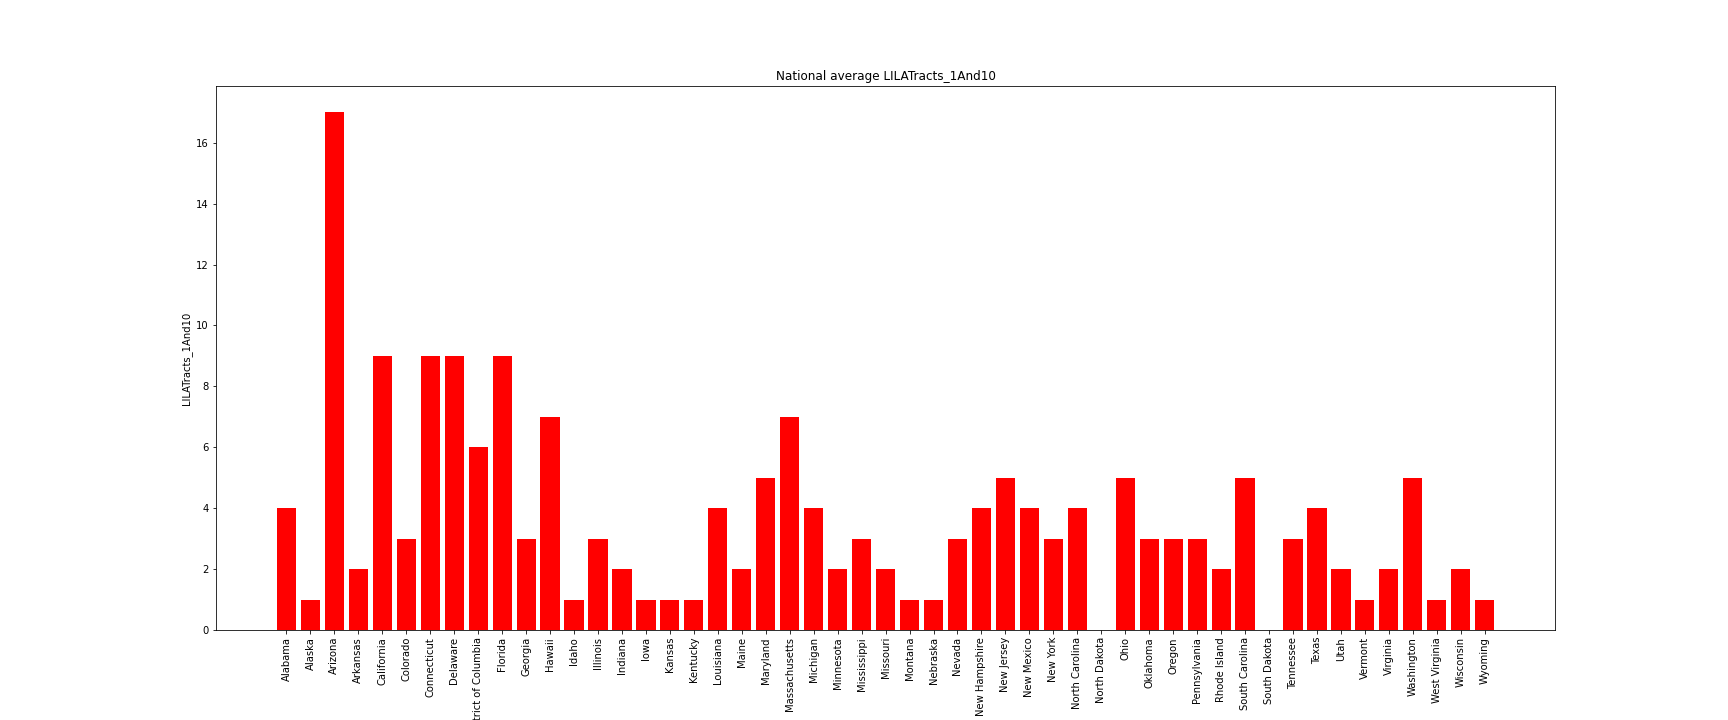 National average LILATracts_1And10
LILATracts_1And10
16
14
12
10
8
6
4
2
0
Alabama
Alaska
Arizona
Arkansas
California
Colorado
Connecticut
Delaware
trict of Columbia
Florida
Georgia
Hawaii
Idaho
Illinois
Indiana
Iowa
Kansas
Kentucky
Louisiana
Maine
Maryland
Massachusetts
Michigan
Minnesota
Mississippi
Missouri
Montana
Nebraska
Nevada
New Hampshire
New Jersey
New Mexico
New York
North Carolina
North Dakota
Ohio
Oklahoma
Oregon
Pennsylvania
Rhode Island
South Carolina
South Dakota
Tennessee
Texas
Utah
Vermont
Virginia
Washington
West Virginia
Wisconsin
Wyoming